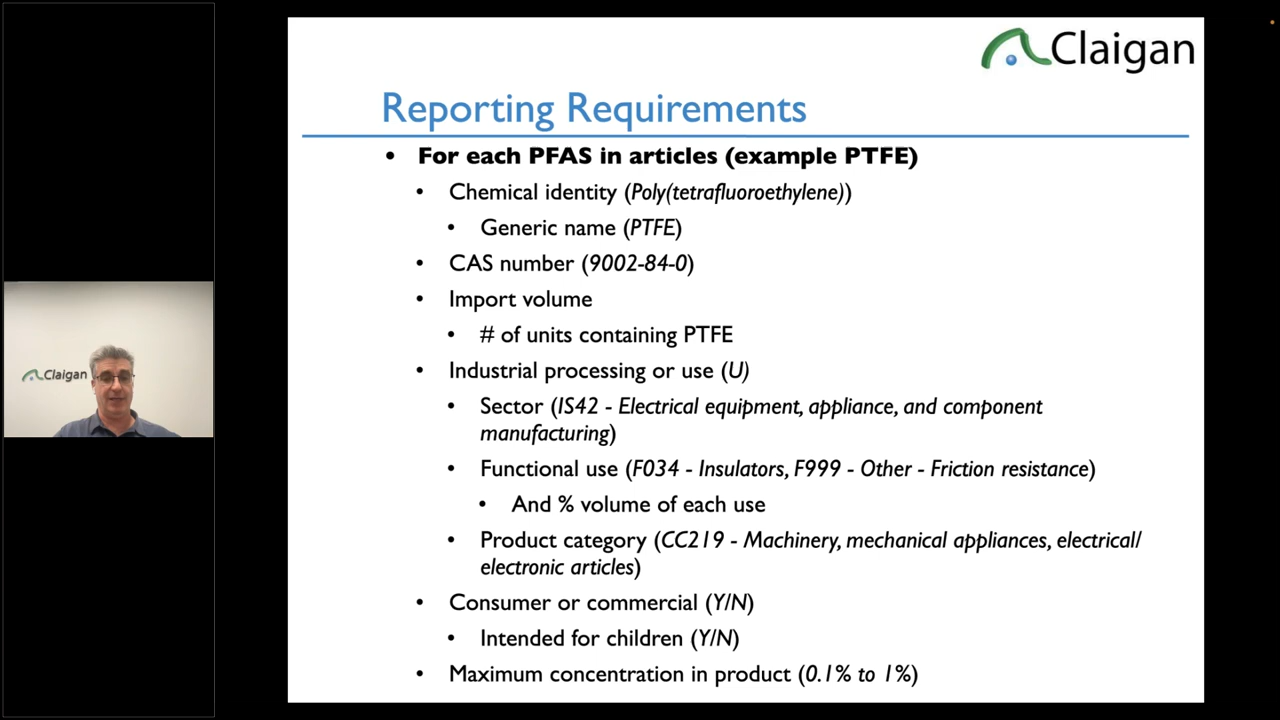 Claigan
Reporting Requirements
• For each PFAS in articles (example PTFE)
• Chemical identity (Poly(tetrafluoroethylene))
• Generic name (PTFE)
• CAS number (9002-84-0)
• Import volume
• # of units containing PTFE
• Industrial processing or use (U)
• Sector (IS42 - Electrical equipment, appliance, and component
manufacturing)
• Functional use (F034 - Insulators, F999 - Other - Friction resistance)
• And % volume of each use
• Product category (CC219 - Machinery, mechanical appliances, electrical/
electronic articles)
• Consumer or commercial (Y/N)
• Intended for children (Y/N)
• Maximum concentration in product (0.1% to 1%)
Claigan